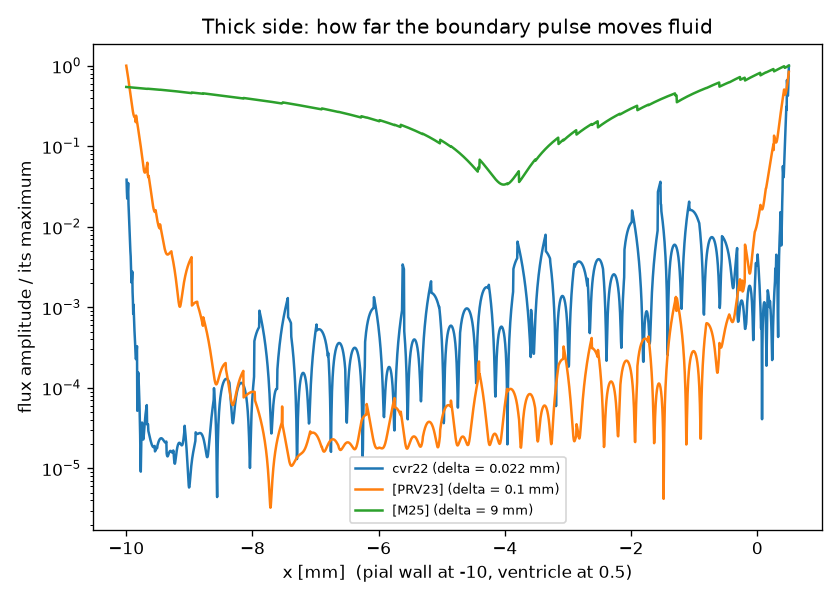 Thick side: how far the boundary pulse moves fluid
flux amplitude / its maximum
10⁰
10⁻¹
10⁻²
10⁻³
10⁻⁴
10⁻⁵
cvr22 (delta = 0.022 mm)
[PRV23] (delta = 0.1 mm)
[M25] (delta = 9 mm)
−10
−8
−6
−4
−2
0
x [mm]  (pial wall at -10, ventricle at 0.5)